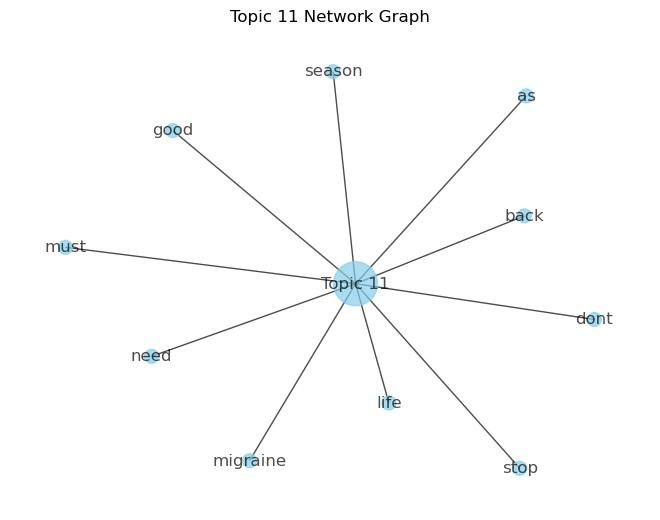 Topic 11 Network Graph
season
as
good
back
must
Topic 11
dont
need
life
migraine
stop